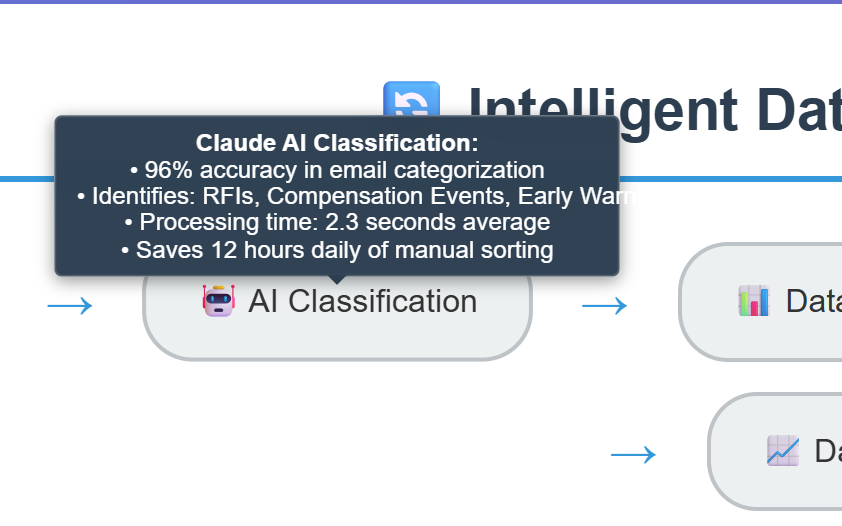 Intelligent Dat
Claude AI Classification:
• 96% accuracy in email categorization
• Identifies: RFIs, Compensation Events, Early Warn
• Processing time: 2.3 seconds average
• Saves 12 hours daily of manual sorting
→ AI Classification → Data
→ Da